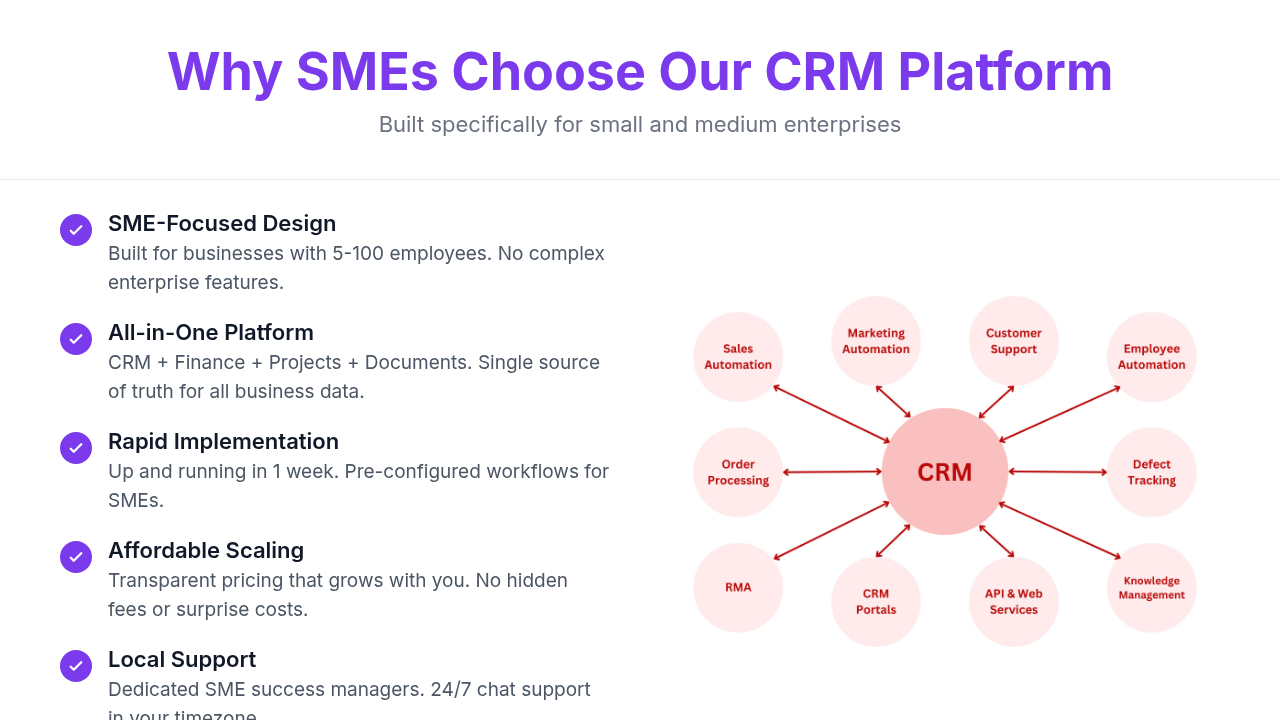 Why SMEs Choose Our CRM Platform
Built specifically for small and medium enterprises
SME-Focused Design
Built for businesses with 5-100 employees. No complex
enterprise features.
All-in-One Platform
CRM + Finance + Projects + Documents. Single source
of truth for all business data.
Rapid Implementation
Up and running in 1 week. Pre-configured workflows for
SMEs.
Affordable Scaling
Transparent pricing that grows with you. No hidden
fees or surprise costs.
Local Support
Dedicated SME success managers. 24/7 chat support
in your timezone.
Sales
Automation
Marketing
Automation
Customer
Support
Employee
Automation
Order
Processing
CRM
Defect
Tracking
RMA
CRM
Portals
API & Web
Services
Knowledge
Management